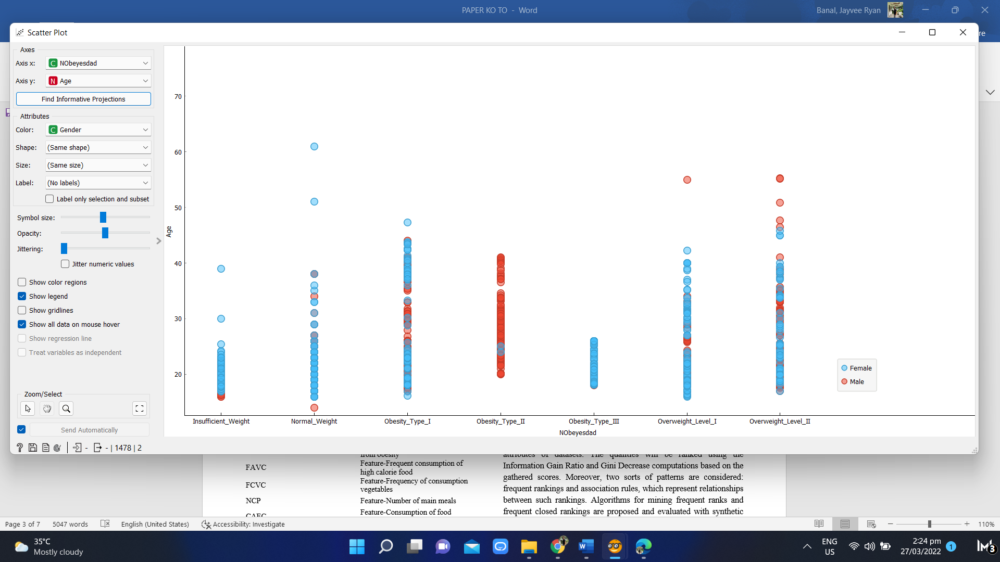 PAPER KO TO - Word
Banal, Jayvee Ryan
re
Scatter Plot
Axes
Axis x: C NObeyesdad
Axis y: N Age
Find Informative Projections
Attributes
Color: C Gender
Shape: (Same shape)
Size: (Same size)
Label: (No labels)
Label only selection and subset
Symbol size:
Opacity:
Jittering:
Jitter numeric values
Show color regions
Show legend
Show gridlines
Show all data on mouse hover
Show regression line
Treat variables as independent
Zoom/Select
Send Automatically
? - - | 1478 | 2
70
60
50
40
30
20
Age
Insufficient_Weight Normal_Weight Obesity_Type_I Obesity_Type_II Obesity_Type_III Overweight_Level_I Overweight_Level_II
NObeyesdad
Female
Male
from obesity
FAVC Feature-Frequent consumption of
high calorie food
FCVC Feature-Frequency of consumption
vegetables
NCP Feature-Number of main meals
CAEC Feature-Consumption of food
attributes of datasets. The qualities will be ranked using the
Information Gain Ratio and Gini Decrease computations based on the
gathered scores. Moreover, two sorts of patterns are considered:
frequent rankings and association rules, which represent relationships
between such rankings. Algorithms for mining frequent ranks and
frequent closed rankings are proposed and evaluated with synthetic
Page 3 of 7 5047 words English (United States) Accessibility: Investigate 110%
35°C
Mostly cloudy
ENG
US
2:24 pm
27/03/2022
1
3